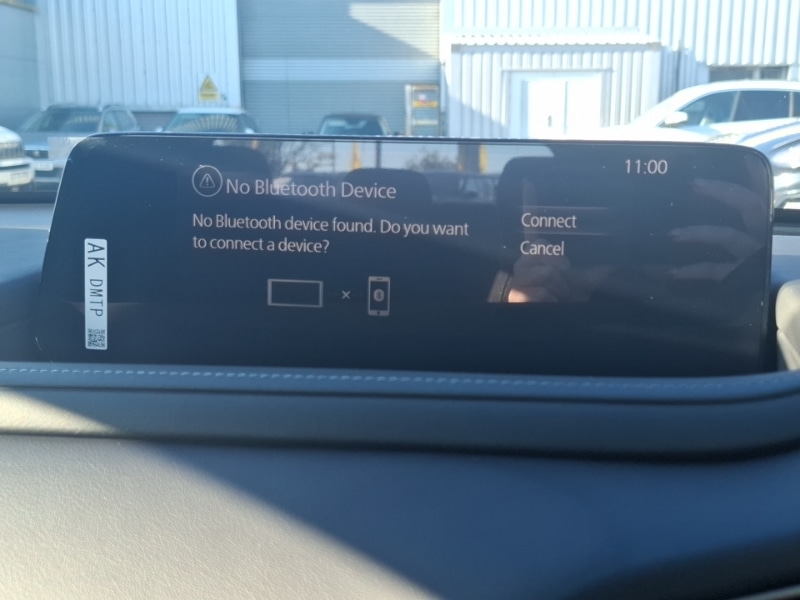 11:00
No Bluetooth Device
No Bluetooth device found. Do you want
to connect a device?
Connect
Cancel
AK DMTP